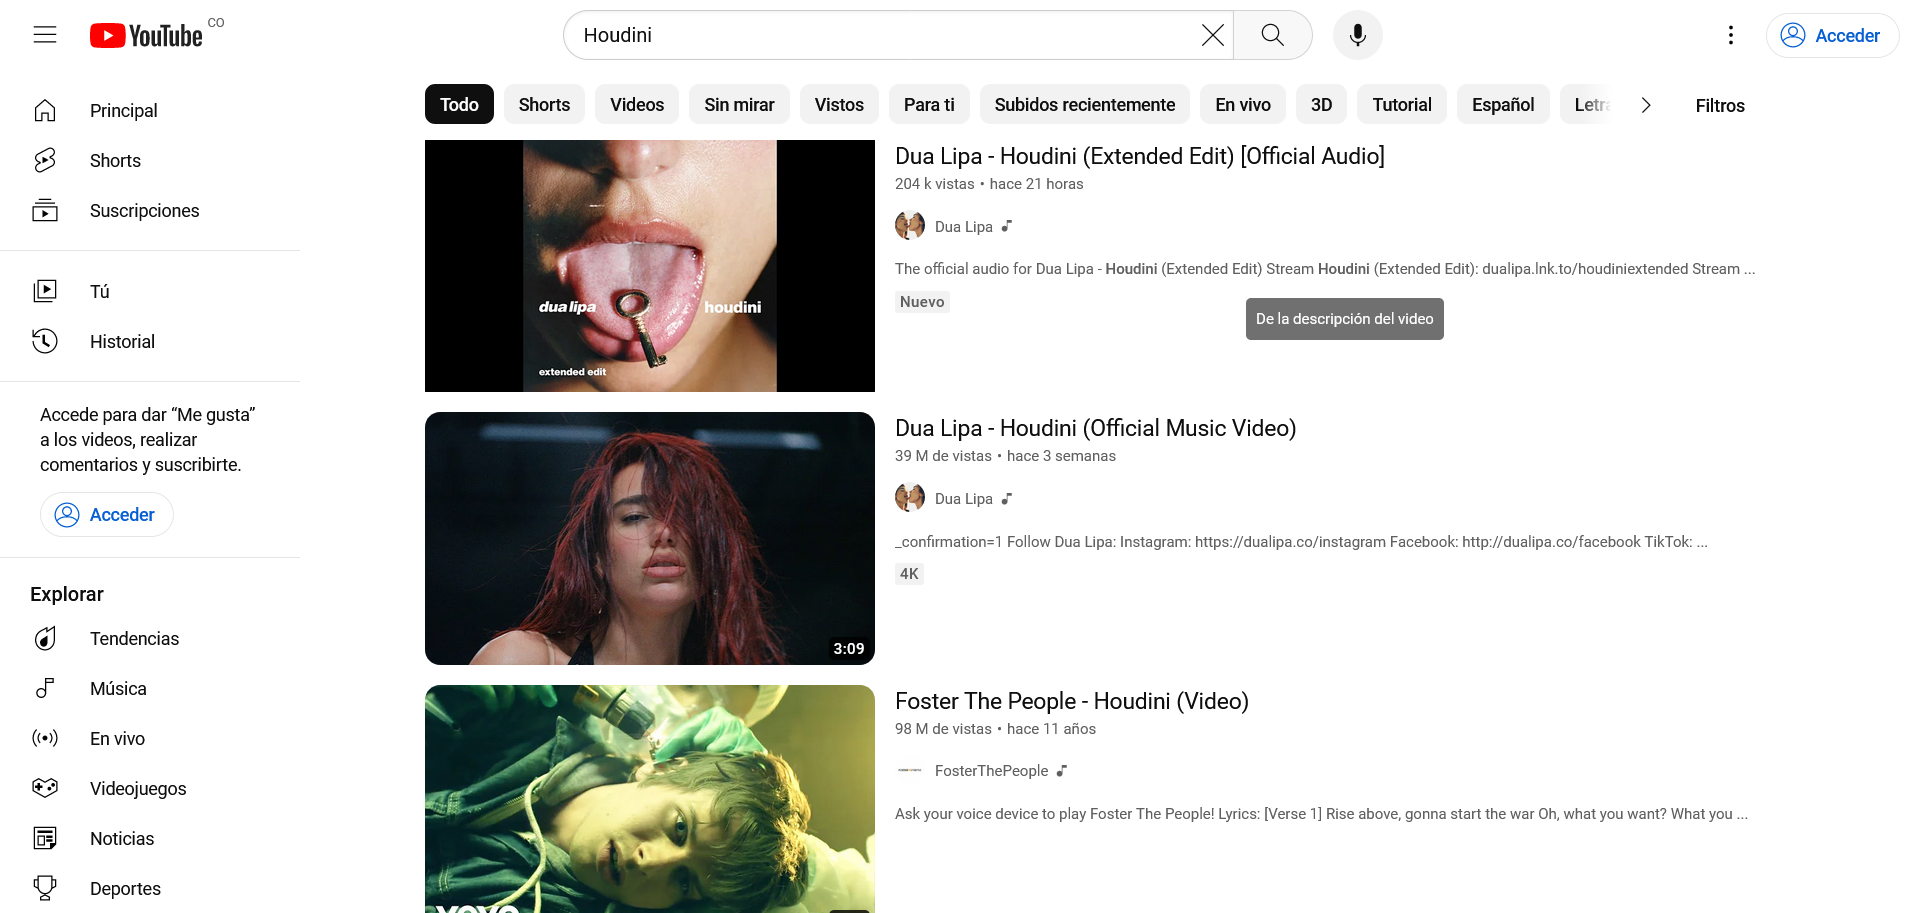 YouTube CO
Houdini
Acceder
Principal
Shorts
Suscripciones
Tú
Historial
Accede para dar “Me gusta”
a los videos, realizar
comentarios y suscribirte.
Acceder
Explorar
Tendencias
Música
En vivo
Videojuegos
Noticias
Deportes
Todo Shorts Videos Sin mirar Vistos Para ti Subidos recientemente En vivo 3D Tutorial Español Letra Filtros
dua lipa houdini
extended edit
Dua Lipa - Houdini (Extended Edit) [Official Audio]
204 k vistas • hace 21 horas
Dua Lipa
The official audio for Dua Lipa - Houdini (Extended Edit) Stream Houdini (Extended Edit): dualipa.lnk.to/houdiniextended Stream ...
Nuevo
De la descripción del video
3:09
Dua Lipa - Houdini (Official Music Video)
39 M de vistas • hace 3 semanas
Dua Lipa
_confirmation=1 Follow Dua Lipa: Instagram: https://dualipa.co/instagram Facebook: http://dualipa.co/facebook TikTok: ...
4K
vevo
Foster The People - Houdini (Video)
98 M de vistas • hace 11 años
FosterThePeople
Ask your voice device to play Foster The People! Lyrics: [Verse 1] Rise above, gonna start the war Oh, what you want? What you ...